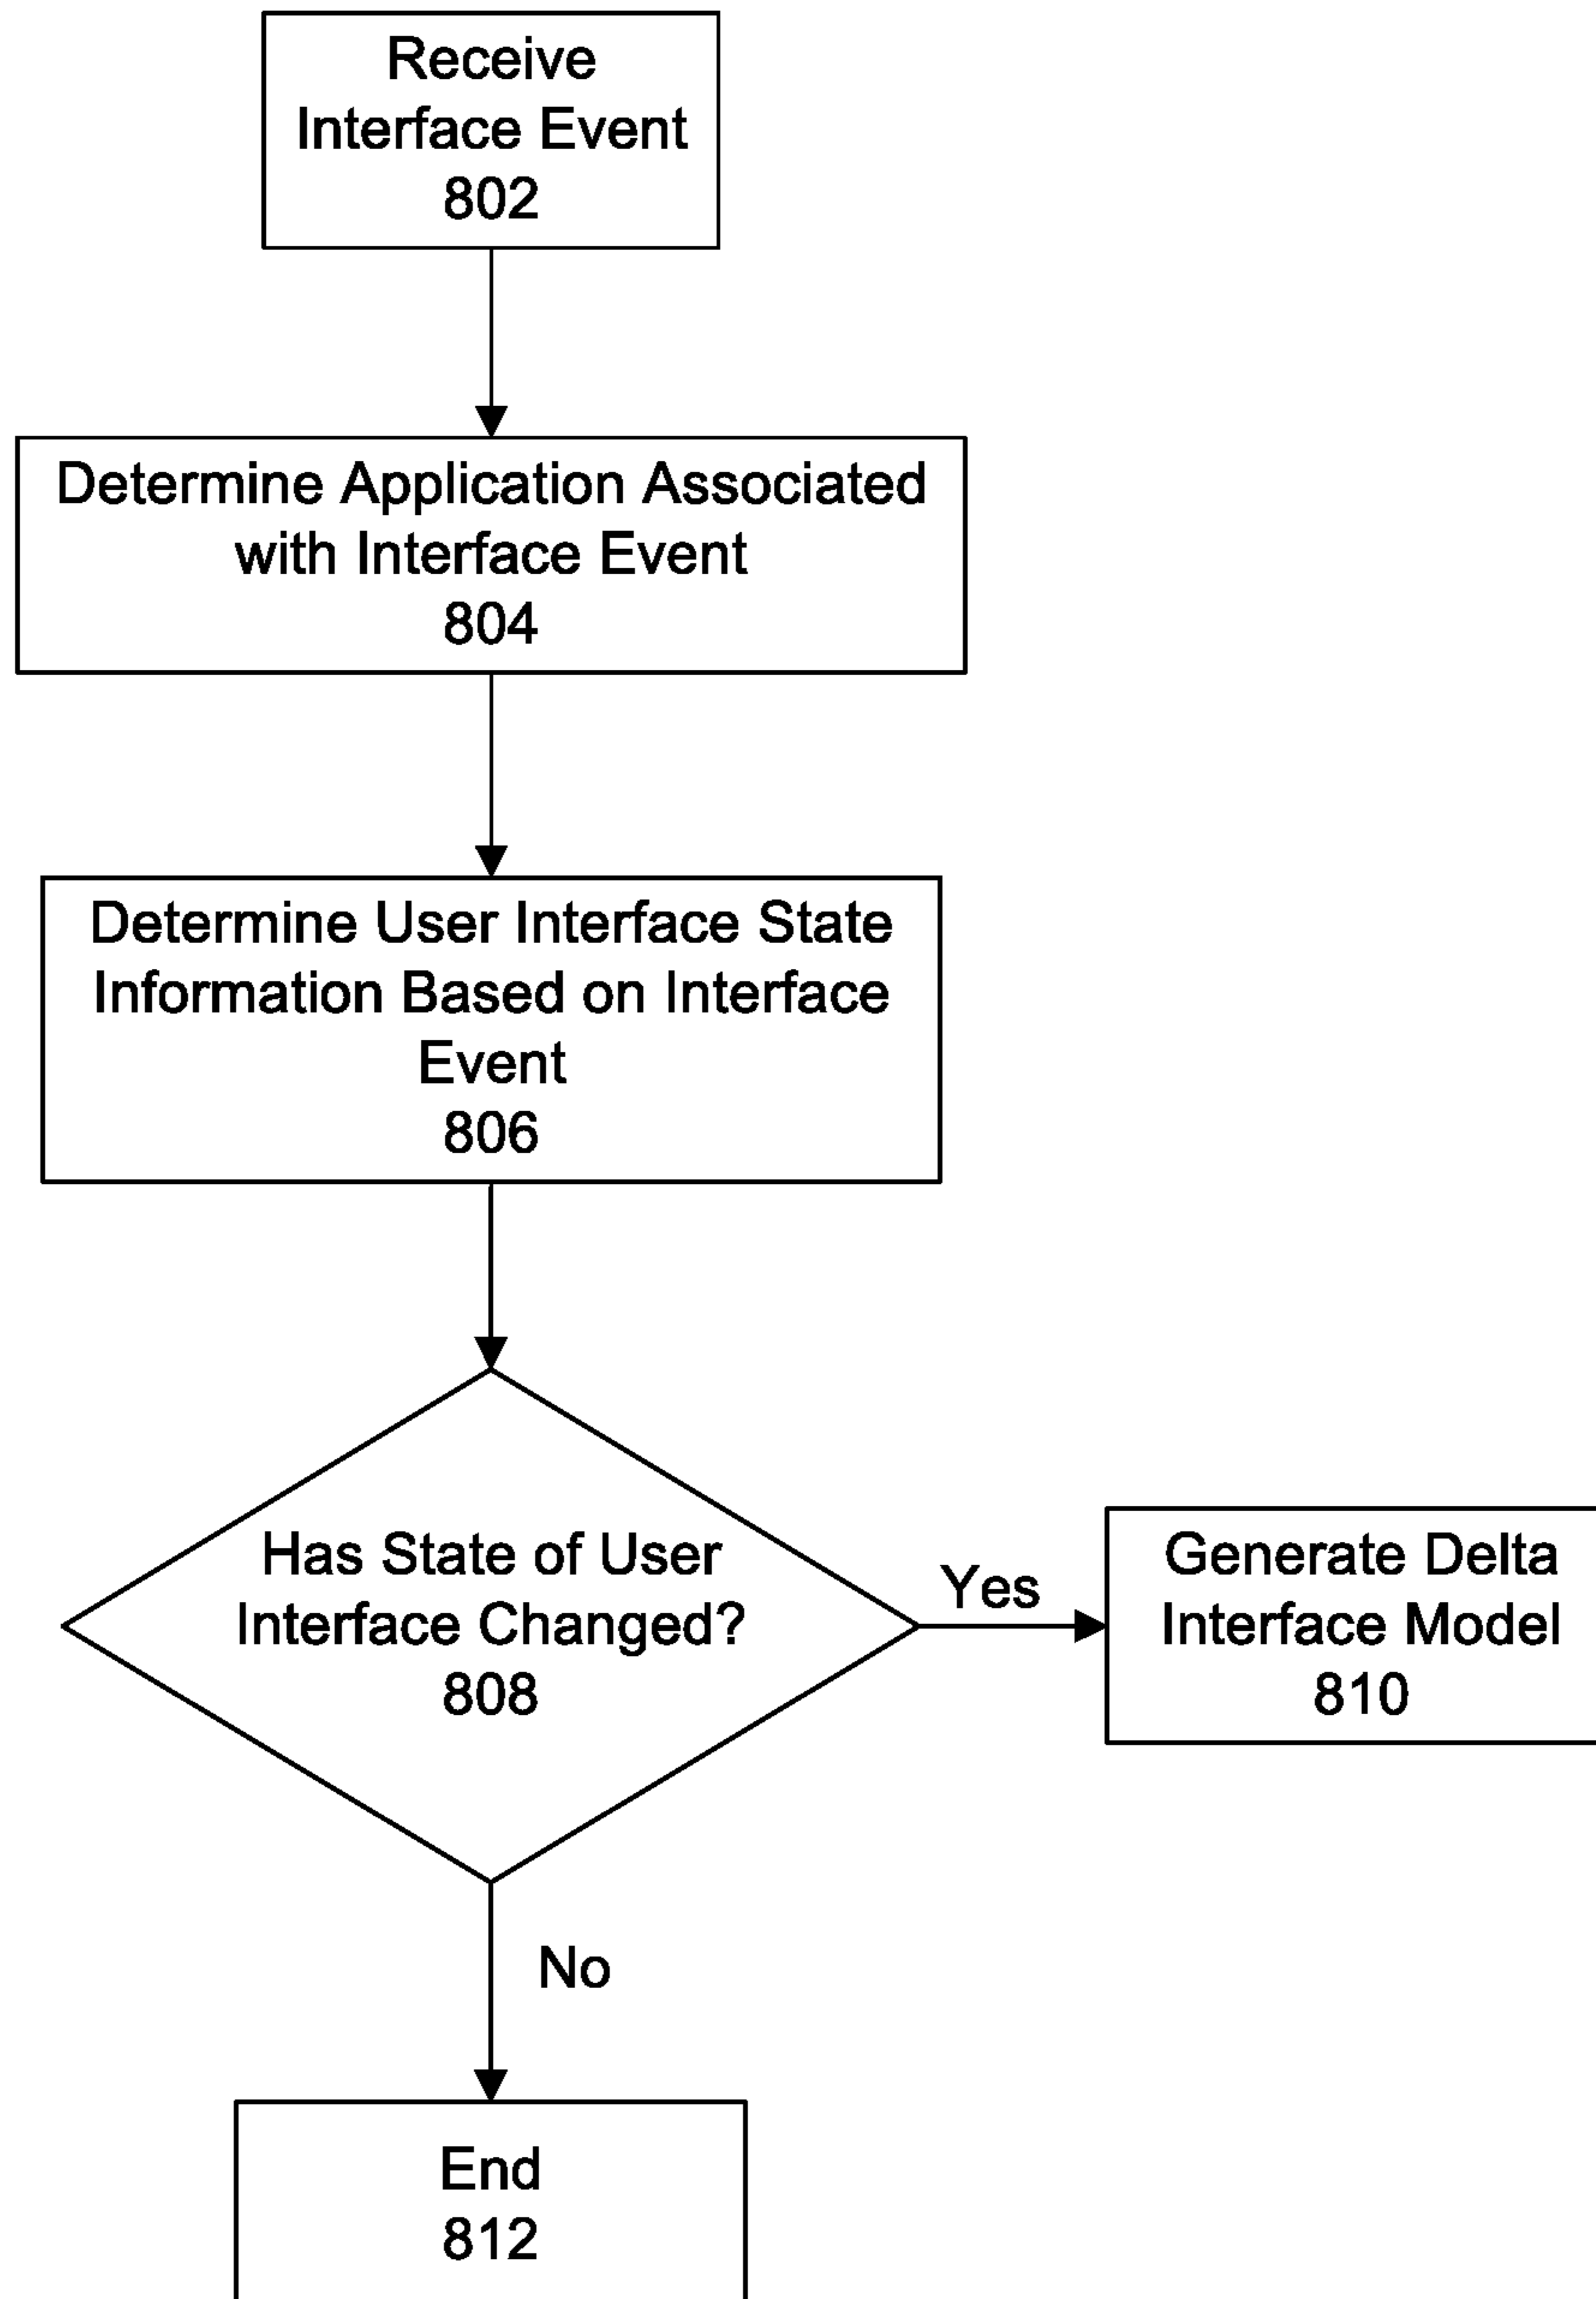 Receive
Interface Event
802
Determine Application Associated
with Interface Event
804
Determine User Interface State
Information Based on Interface
Event
806
Has State of User
Interface Changed?
808
Yes
Generate Delta
Interface Model
810
No
End
812